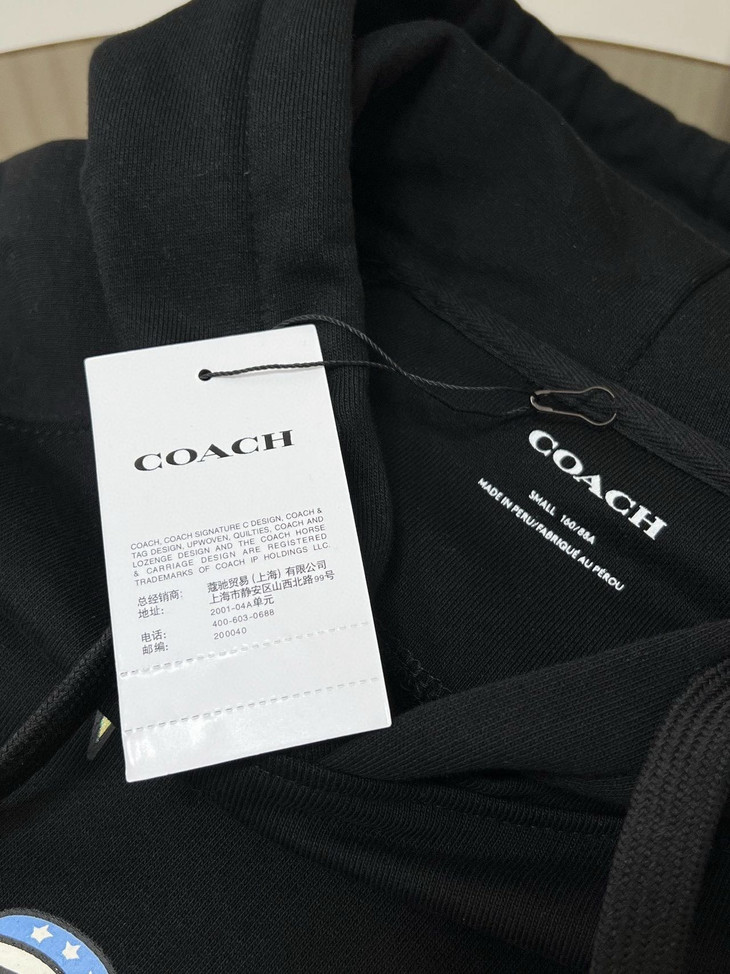 COACH
COACH, COACH SIGNATURE C DESIGN, COACH &
TAG DESIGN, UPWOVEN, QUILTIES, COACH AND
LOZENGE DESIGN AND THE COACH HORSE
& CARRIAGE DESIGN ARE REGISTERED
TRADEMARKS OF COACH IP HOLDINGS LLC.
总经销商: 蔻驰贸易(上海)有限公司
地址: 上海市静安区山西北路99号
2001-04A单元
电话: 400-603-0688
邮编: 200040
COACH
SMALL 160/88A
MADE IN PERU/FABRIQUÉ AU PÉROU